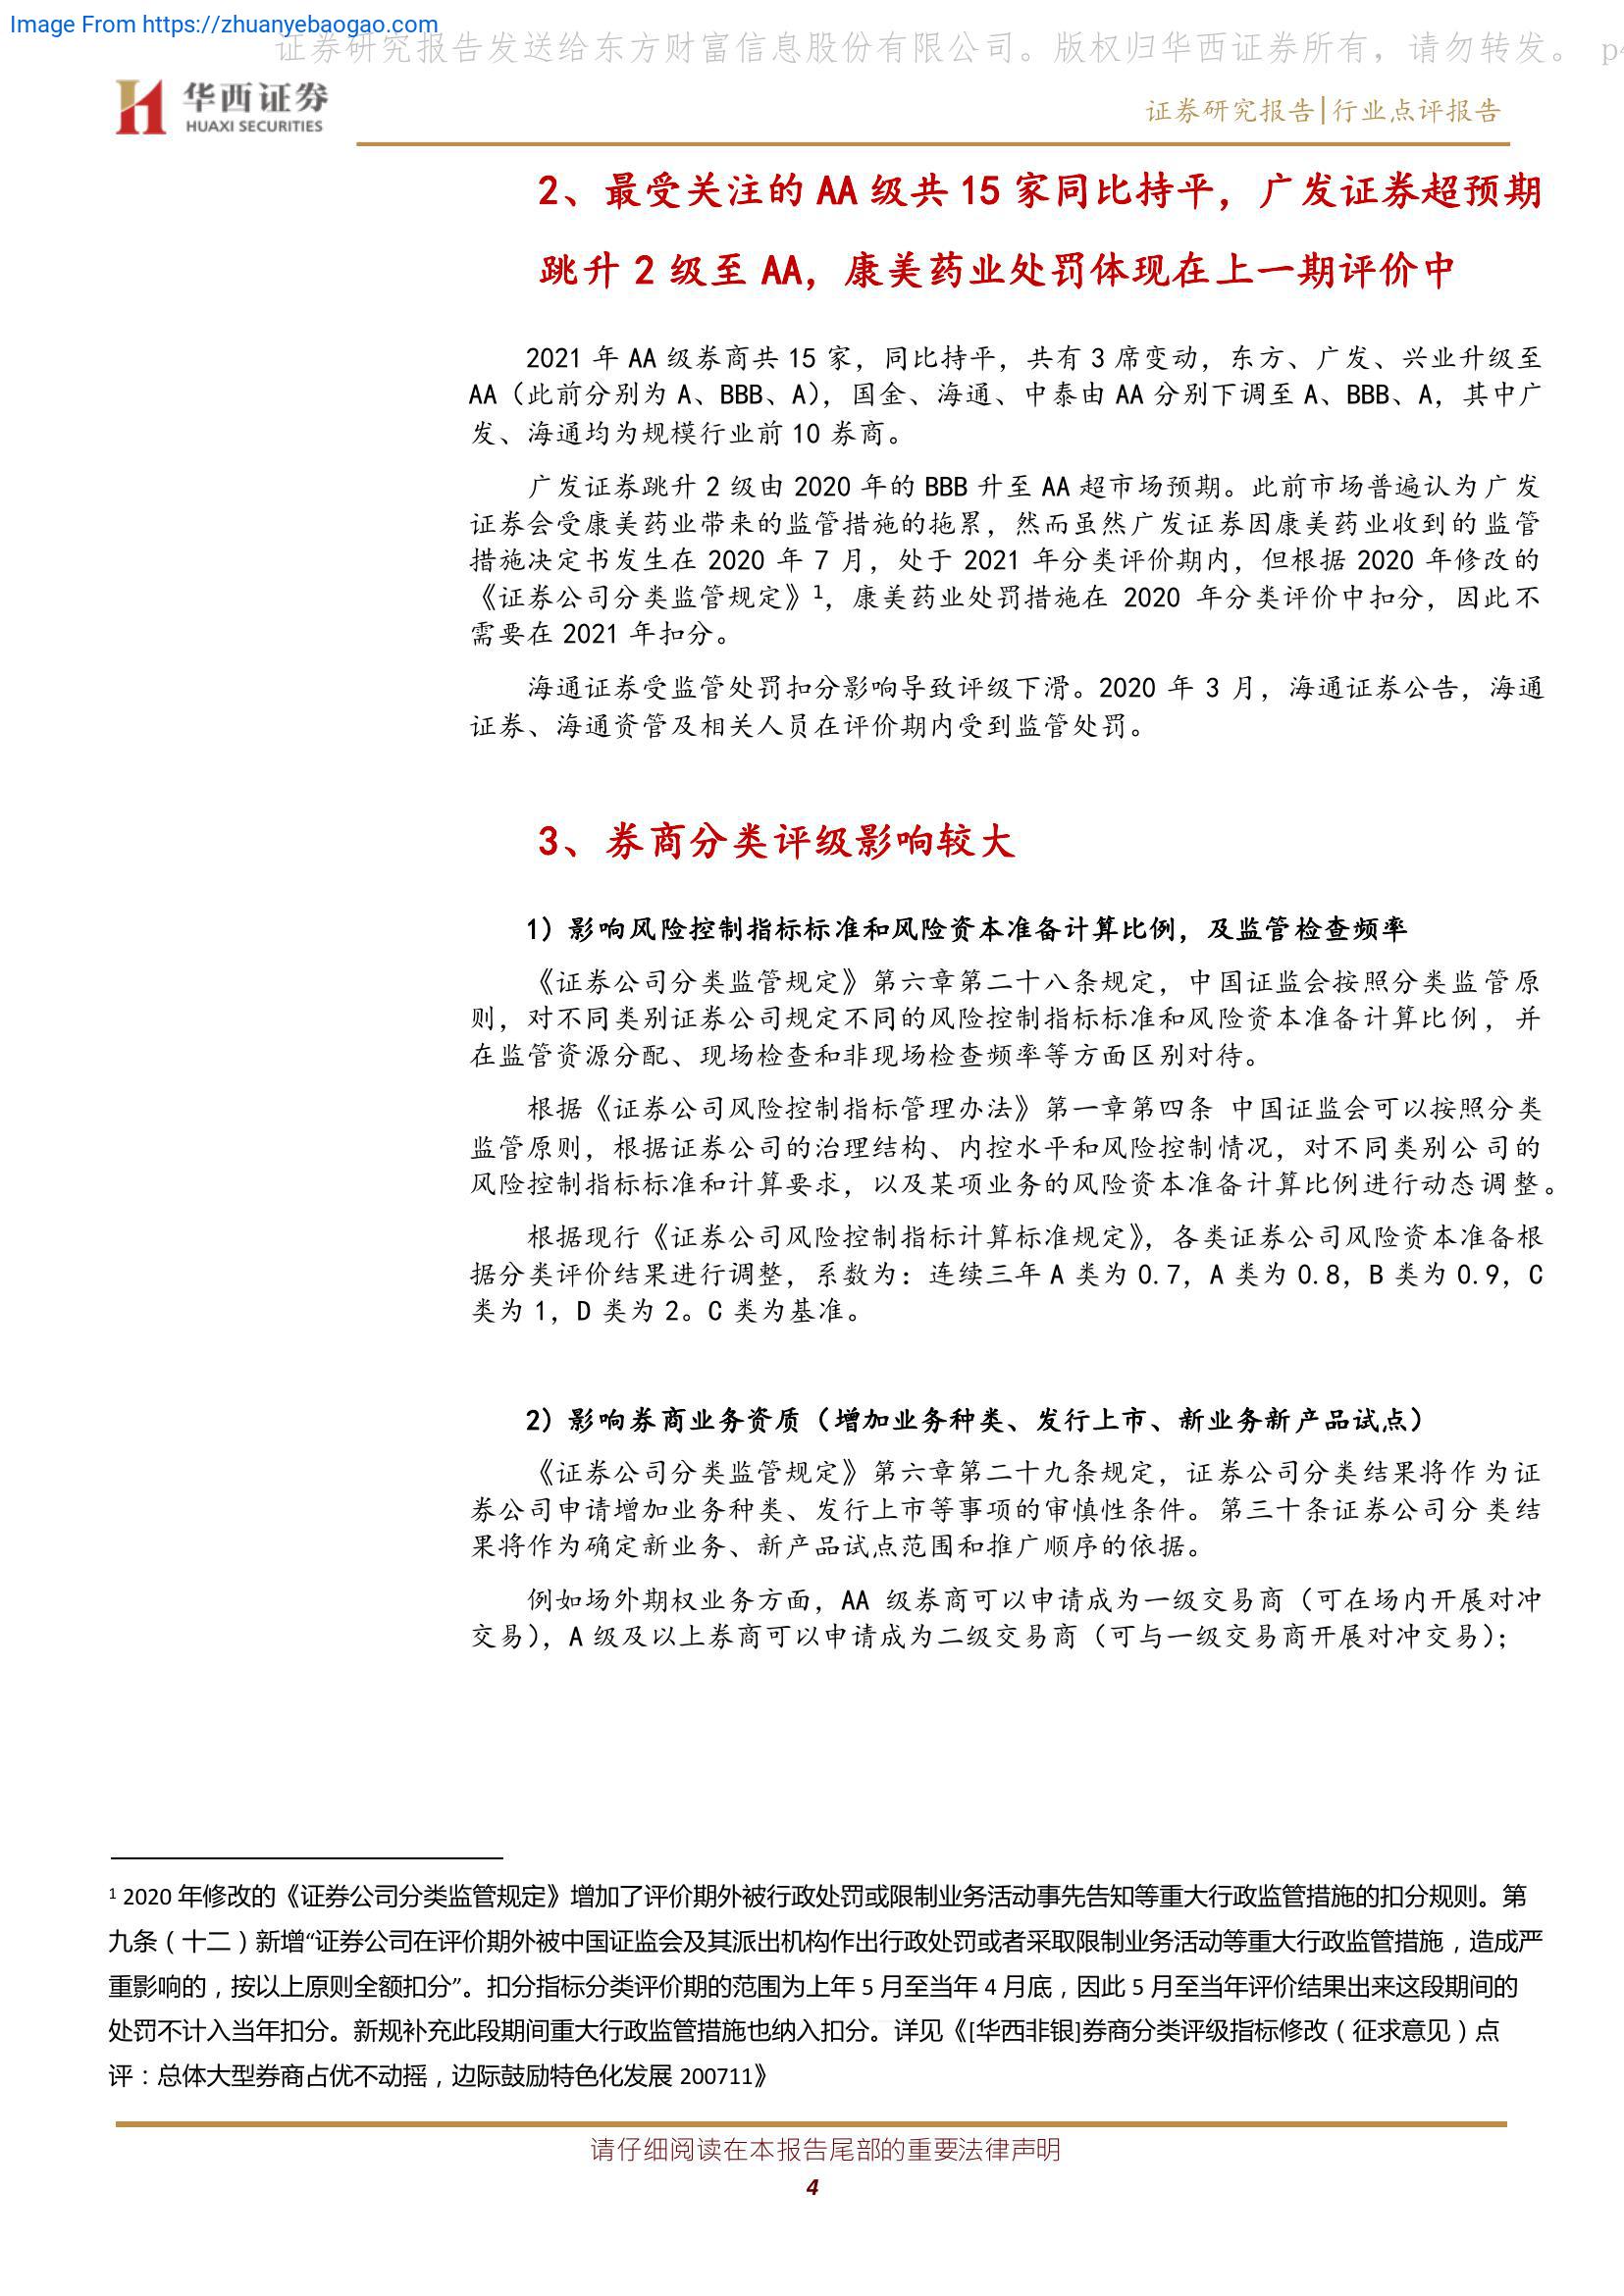 Image From https://zhuanyebaogao.com
证券研究报告发送给东方财富信息股份有限公司。版权归华西证券所有，请勿转发。 p4
华西证券
HUAXI SECURITIES
证券研究报告|行业点评报告
2、最受关注的 AA 级共 15 家同比持平，广发证券超预期
跳升 2 级至 AA，康美药业处罚体现在上一期评价中
2021 年 AA 级券商共 15 家，同比持平，共有 3 席变动，东方、广发、兴业升级至
AA（此前分别为 A、BBB、A），国金、海通、中泰由 AA 分别下调至 A、BBB、A，其中广
发、海通均为规模行业前 10 券商。
广发证券跳升 2 级由 2020 年的 BBB 升至 AA 超市场预期。此前市场普遍认为广发
证券会受康美药业带来的监管措施的拖累，然而虽然广发证券因康美药业收到的监管
措施决定书发生在 2020 年 7 月，处于 2021 年分类评价期内，但根据 2020 年修改的
《证券公司分类监管规定》¹，康美药业处罚措施在 2020 年分类评价中扣分，因此不
需要在 2021 年扣分。
海通证券受监管处罚扣分影响导致评级下滑。2020 年 3 月，海通证券公告，海通
证券、海通资管及相关人员在评价期内受到监管处罚。
3、券商分类评级影响较大
1）影响风险控制指标标准和风险资本准备计算比例，及监管检查频率
《证券公司分类监管规定》第六章第二十八条规定，中国证监会按照分类监管原
则，对不同类别证券公司规定不同的风险控制指标标准和风险资本准备计算比例，并
在监管资源分配、现场检查和非现场检查频率等方面区别对待。
根据《证券公司风险控制指标管理办法》第一章第四条 中国证监会可以按照分类
监管原则，根据证券公司的治理结构、内控水平和风险控制情况，对不同类别公司的
风险控制指标标准和计算要求，以及某项业务的风险资本准备计算比例进行动态调整。
根据现行《证券公司风险控制指标计算标准规定》，各类证券公司风险资本准备根
据分类评价结果进行调整，系数为：连续三年 A 类为 0.7，A 类为 0.8，B 类为 0.9，C
类为 1，D 类为 2。C 类为基准。
2）影响券商业务资质（增加业务种类、发行上市、新业务新产品试点）
《证券公司分类监管规定》第六章第二十九条规定，证券公司分类结果将作为证
券公司申请增加业务种类、发行上市等事项的审慎性条件。第三十条证券公司分类结
果将作为确定新业务、新产品试点范围和推广顺序的依据。
例如场外期权业务方面，AA 级券商可以申请成为一级交易商（可在场内开展对冲
交易），A 级及以上券商可以申请成为二级交易商（可与一级交易商开展对冲交易）；
¹ 2020 年修改的《证券公司分类监管规定》增加了评价期外被行政处罚或限制业务活动事先告知等重大行政监管措施的扣分规则。第
九条（十二）新增“证券公司在评价期外被中国证监会及其派出机构作出行政处罚或者采取限制业务活动等重大行政监管措施，造成严
重影响的，按以上原则全额扣分”。扣分指标分类评价期的范围为上年 5 月至当年 4 月底，因此 5 月至当年评价结果出来这段期间的
处罚不计入当年扣分。新规补充此段期间重大行政监管措施也纳入扣分。详见《[华西非银]券商分类评级指标修改（征求意见）点
评：总体大型券商占优不动摇，边际鼓励特色化发展 200711》
请仔细阅读在本报告尾部的重要法律声明
4